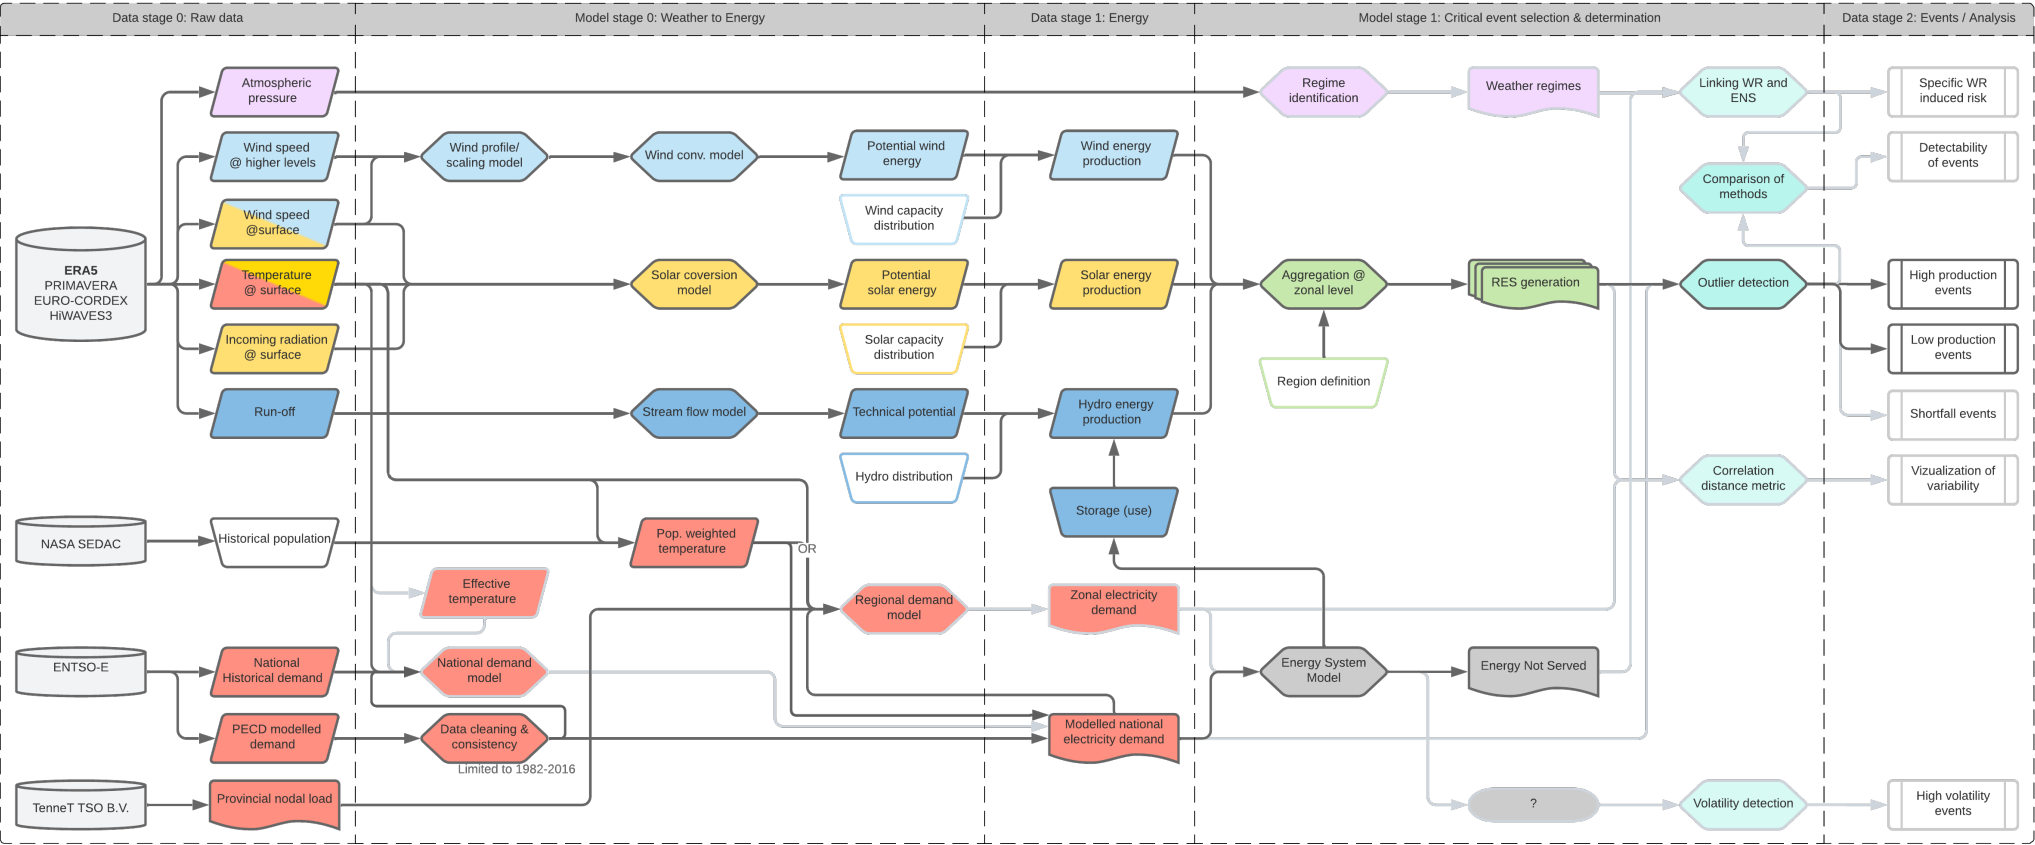 Data stage 0: Raw data
Model stage 0: Weather to Energy
Data stage 1: Energy
Model stage 1: Critical event selection & determination
Data stage 2: Events / Analysis
Atmospheric
pressure
Regime
identification
Weather regimes
Linking WR and
ENS
Specific WR
induced risk
Wind speed
@ higher levels
Wind profile/
scaling model
Wind conv. model
Potential wind
energy
Wind energy
production
Detectability
of events
Comparison of
methods
Wind speed
@surface
Wind capacity
distribution
ERA5
PRIMAVERA
EURO-CORDEX
HiWAVES3
Temperature
@ surface
Solar coversion
model
Potential
solar energy
Solar energy
production
Aggregation @
zonal level
RES generation
Outlier detection
High production
events
Incoming radiation
@ surface
Solar capacity
distribution
Low production
events
Region definition
Run-off
Stream flow model
Technical potential
Hydro energy
production
Shortfall events
Hydro distribution
Correlation
distance metric
Vizualization of
variability
Storage (use)
NASA SEDAC
Historical population
Pop. weighted
temperature
OR
Effective
temperature
Regional demand
model
Zonal electricity
demand
ENTSO-E
National
Historical demand
National demand
model
Energy System
Model
Energy Not Served
PECD modelled
demand
Data cleaning &
consistency
Limited to 1982-2016
Modelled national
electricity demand
TenneT TSO B.V.
Provincial nodal load
?
Volatility detection
High volatility
events